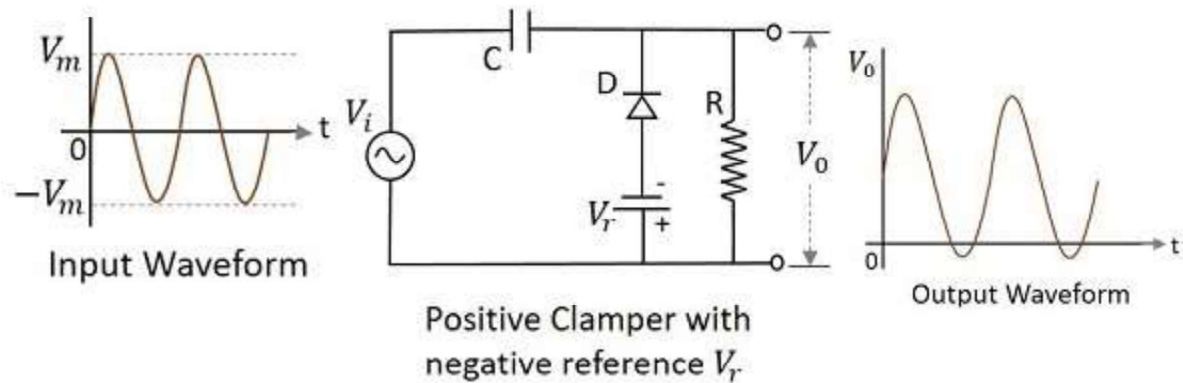 V_m
0
t
−V_m
Input Waveform
V_i
C
D
R
V_r
-
+
V_0
Positive Clamper with
negative reference V_r
V_0
0
t
Output Waveform